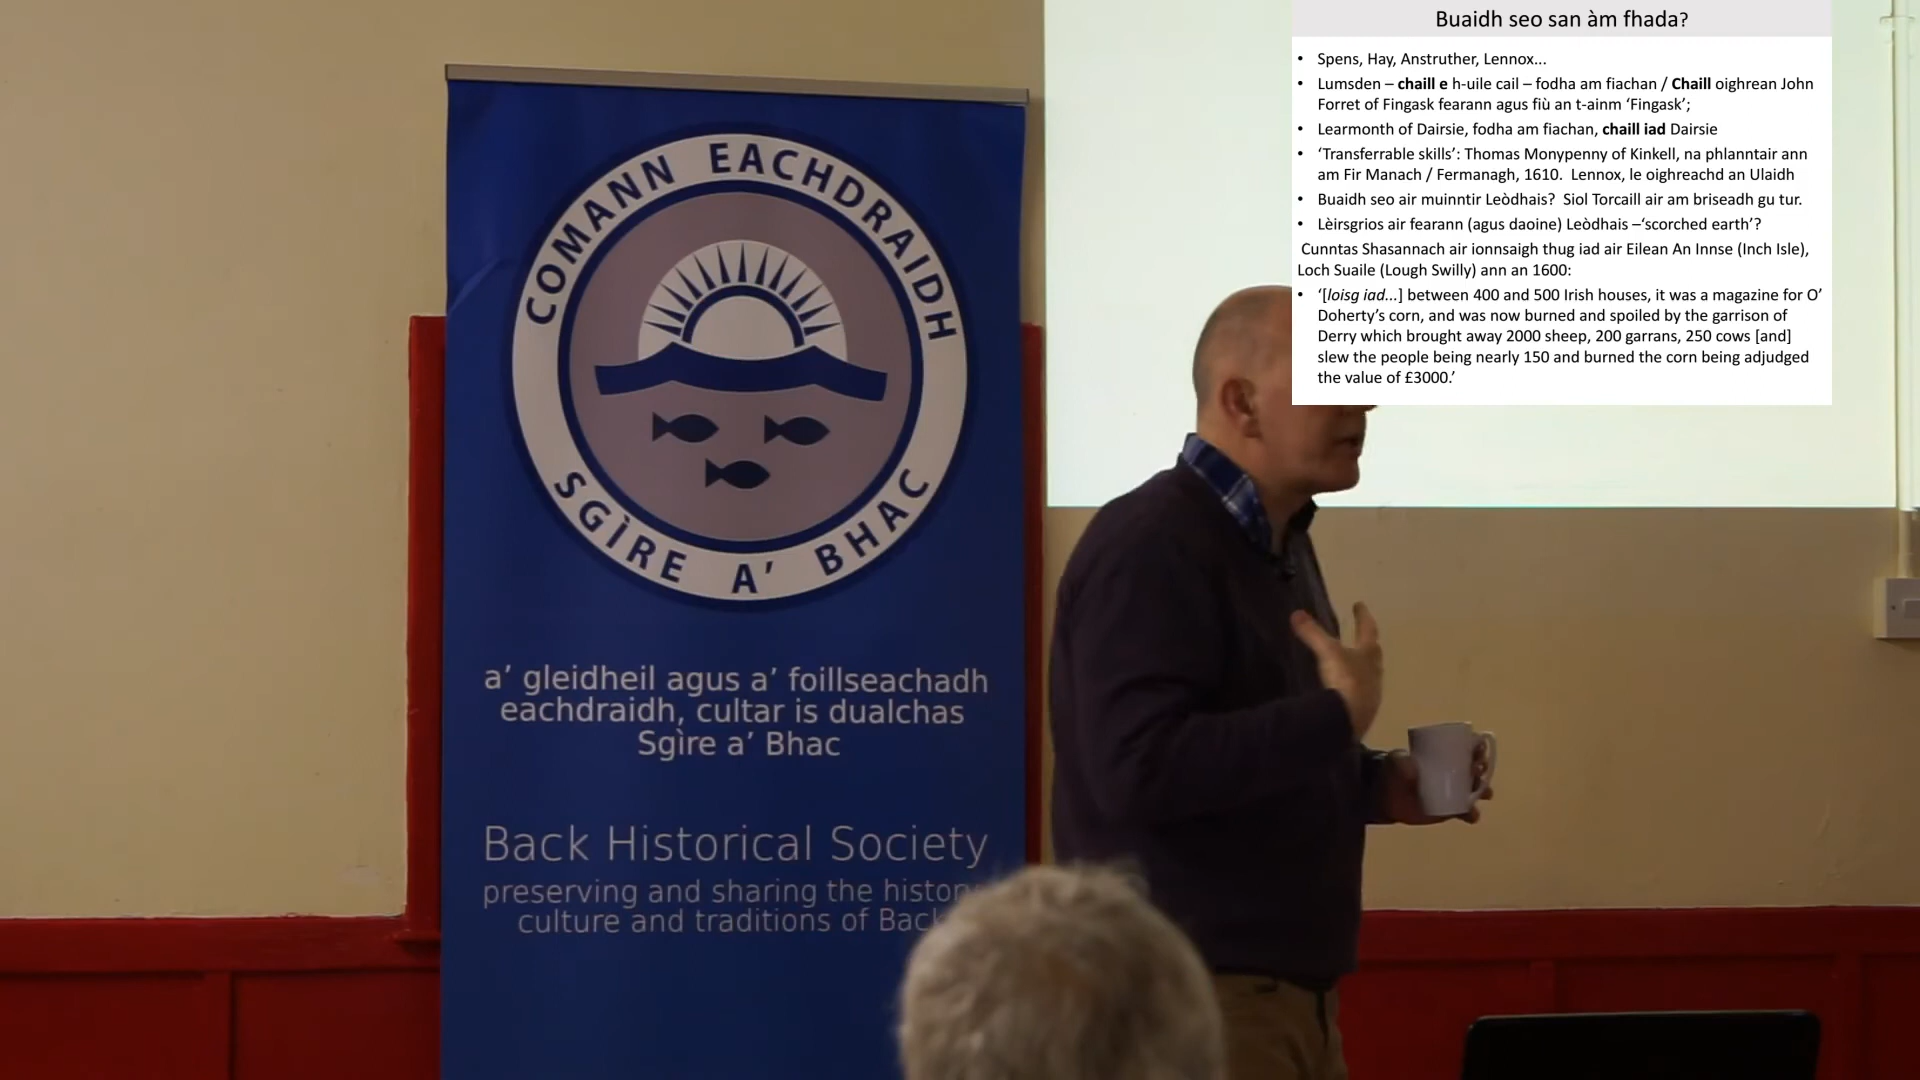 COMANN EACHDRAIDH
SGÌRE A' BHAC
a' gleidheil agus a' foillseachadh
eachdraidh, cultar is dualchas
Sgìre a' Bhac
Back Historical Society
preserving and sharing the
culture and traditions of
Buaidh seo san àm fhada?
• Spens, Hay, Anstruther, Lennox...
• Lumsden – chaill e h-uile cail – fodha am fiachan / Chaill oighrean John
Forret of Fingask fearann agus fiù an t-ainm ‘Fingask’;
• Learmonth of Dairsie, fodha am fiachan, chaill iad Dairsie
• ‘Transferrable skills’: Thomas Monypenny of Kinkell, na phlanntair ann
am Fir Manach / Fermanagh, 1610. Lennox, le oighreachd an Ulaidh
• Buaidh seo air muinntir Leòdhais? Siol Torcaill air am briseadh gu tur.
• Lèirsgrios air fearann (agus daoine) Leòdhais –‘scorched earth’?
Cunntas Shasannach air ionnsaigh thug iad air Eilean An Innse (Inch Isle),
Loch Suaile (Lough Swilly) ann an 1600:
• ‘[loisg iad...] between 400 and 500 Irish houses, it was a magazine for O’
Doherty’s corn, and was now burned and spoiled by the garrison of
Derry which brought away 2000 sheep, 200 garrans, 250 cows [and]
slew the people being nearly 150 and burned the corn being adjudged
the value of £3000.’